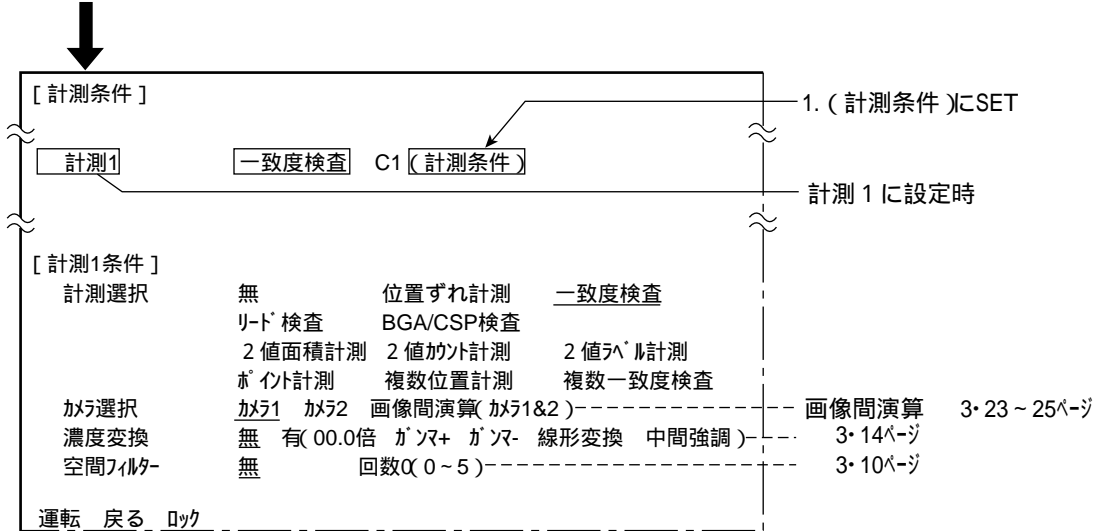 [ 計測条件 ]
1. ( 計測条件 )にSET
計測1 一致度検査 C1 ( 計測条件 )
計測 1 に設定時
[ 計測1条件 ]
計測選択 無 位置ずれ計測 一致度検査
ﾘｰﾄﾞ検査 BGA/CSP検査
2 値面積計測 2 値ｶｳﾝﾄ計測 2 値ﾗﾍﾞﾙ計測
ﾎﾟｲﾝﾄ計測 複数位置計測 複数一致度検査
ｶﾒﾗ選択 ｶﾒﾗ1 ｶﾒﾗ2 画像間演算( ｶﾒﾗ1&2 ) 画像間演算 3･23 ~ 25ﾍﾟｰｼﾞ
濃度変換 無 有( 00.0倍 ｶﾞﾝﾏ+ ｶﾞﾝﾏ- 線形変換 中間強調 ) 3･14ﾍﾟｰｼﾞ
空間ﾌｨﾙﾀｰ 無 回数0( 0 ~ 5 ) 3･10ﾍﾟｰｼﾞ
運転 戻る ﾛｯｸ